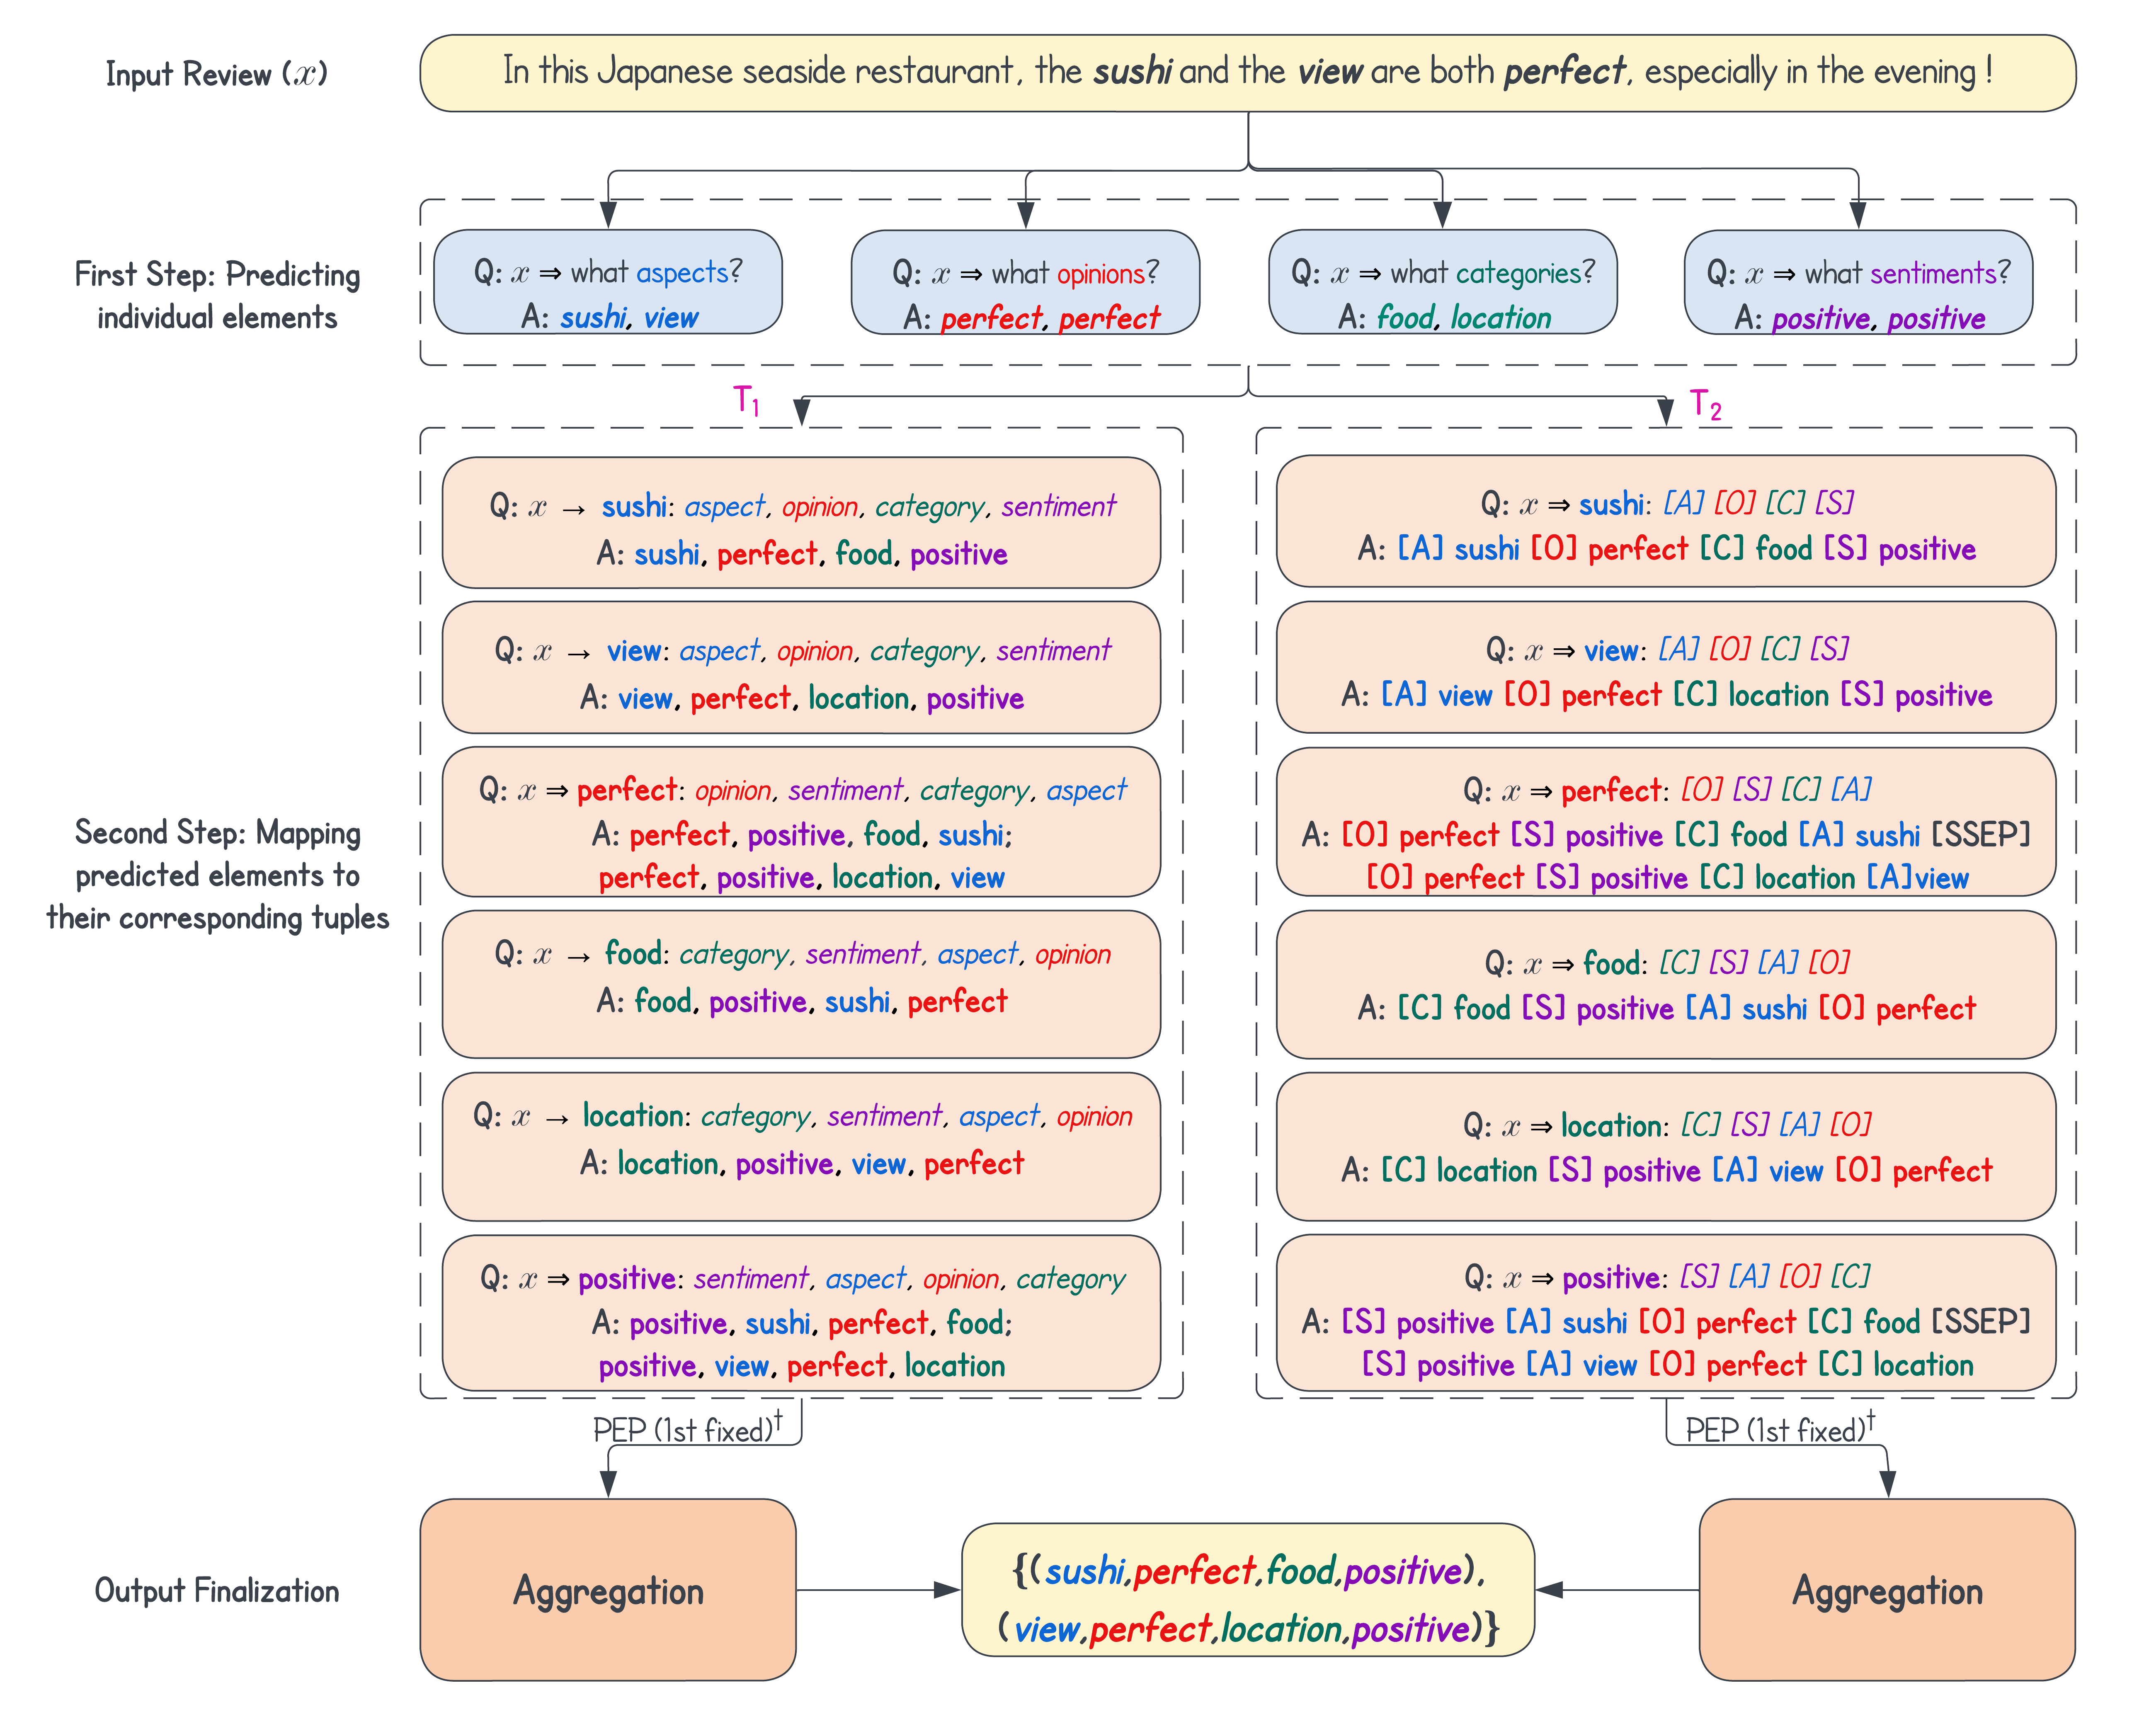 Input Review (x)
In this Japanese seaside restaurant, the sushi and the view are both perfect, especially in the evening !
First Step: Predicting
individual elements
Q: x ⇒ what aspects?
A: sushi, view
Q: x ⇒ what opinions?
A: perfect, perfect
Q: x ⇒ what categories?
A: food, location
Q: x ⇒ what sentiments?
A: positive, positive
T1
T2
Second Step: Mapping
predicted elements to
their corresponding tuples
Q: x → sushi: aspect, opinion, category, sentiment
A: sushi, perfect, food, positive
Q: x → view: aspect, opinion, category, sentiment
A: view, perfect, location, positive
Q: x ⇒ perfect: opinion, sentiment, category, aspect
A: perfect, positive, food, sushi;
perfect, positive, location, view
Q: x → food: category, sentiment, aspect, opinion
A: food, positive, sushi, perfect
Q: x → location: category, sentiment, aspect, opinion
A: location, positive, view, perfect
Q: x ⇒ positive: sentiment, aspect, opinion, category
A: positive, sushi, perfect, food;
positive, view, perfect, location
Q: x ⇒ sushi: [A] [O] [C] [S]
A: [A] sushi [O] perfect [C] food [S] positive
Q: x ⇒ view: [A] [O] [C] [S]
A: [A] view [O] perfect [C] location [S] positive
Q: x ⇒ perfect: [O] [S] [C] [A]
A: [O] perfect [S] positive [C] food [A] sushi [SSEP]
[O] perfect [S] positive [C] location [A]view
Q: x ⇒ food: [C] [S] [A] [O]
A: [C] food [S] positive [A] sushi [O] perfect
Q: x ⇒ location: [C] [S] [A] [O]
A: [C] location [S] positive [A] view [O] perfect
Q: x ⇒ positive: [S] [A] [O] [C]
A: [S] positive [A] sushi [O] perfect [C] food [SSEP]
[S] positive [A] view [O] perfect [C] location
PEP (1st fixed)†
PEP (1st fixed)†
Output Finalization
Aggregation
{(sushi,perfect,food,positive),
(view,perfect,location,positive)}
Aggregation